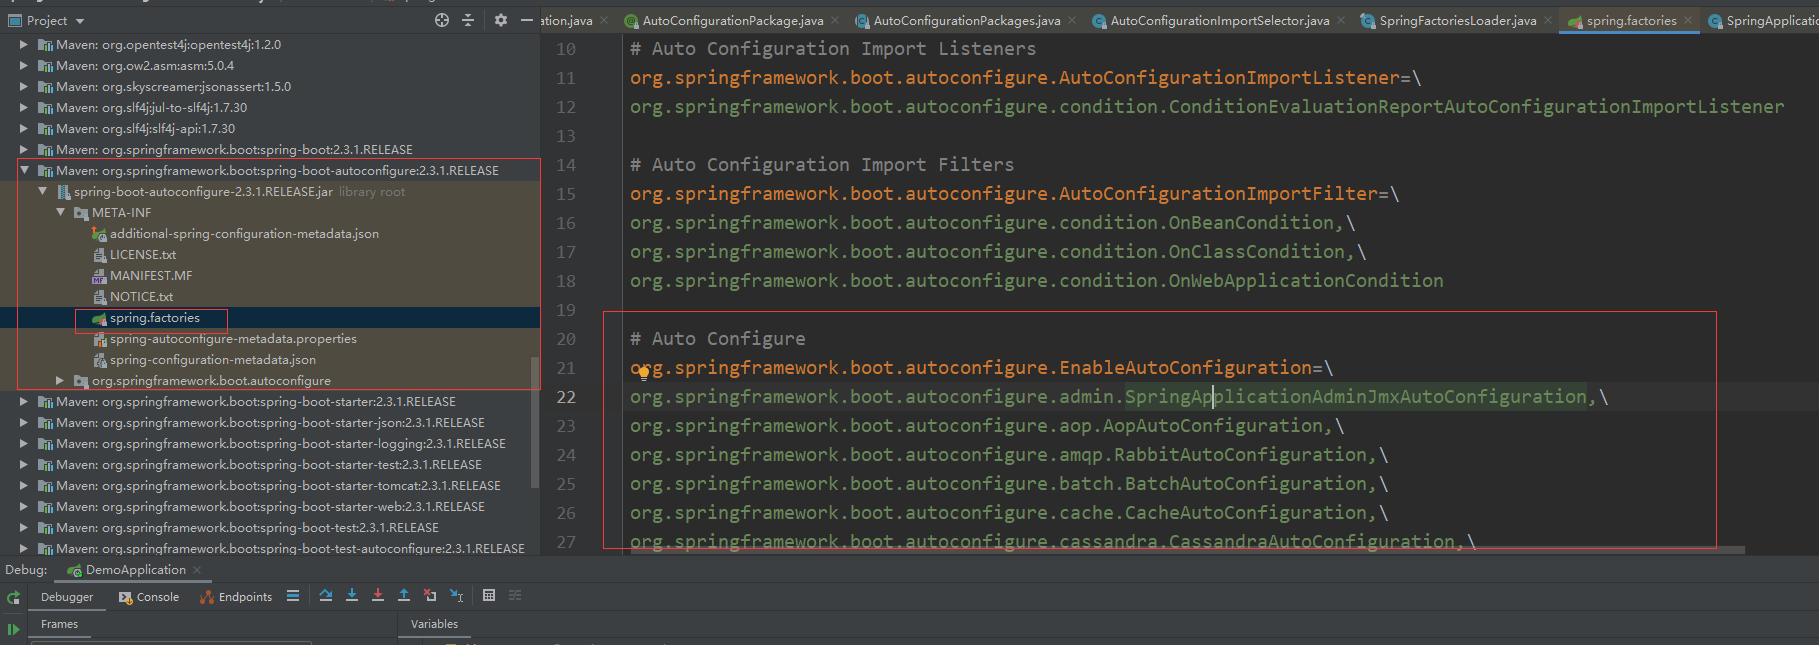 Project
ation.java
AutoConfigurationPackage.java
AutoConfigurationPackages.java
AutoConfigurationImportSelector.java
SpringFactoriesLoader.java
spring.factories
SpringApplicatio
Maven: org.opentest4j:opentest4j:1.2.0
Maven: org.ow2.asm:asm:5.0.4
Maven: org.skyscreamer:jsonassert:1.5.0
Maven: org.slf4j:jul-to-slf4j:1.7.30
Maven: org.slf4j:slf4j-api:1.7.30
Maven: org.springframework.boot:spring-boot:2.3.1.RELEASE
Maven: org.springframework.boot:spring-boot-autoconfigure:2.3.1.RELEASE
spring-boot-autoconfigure-2.3.1.RELEASE.jar library root
META-INF
additional-spring-configuration-metadata.json
LICENSE.txt
MANIFEST.MF
NOTICE.txt
spring.factories
spring-autoconfigure-metadata.properties
spring-configuration-metadata.json
org.springframework.boot.autoconfigure
Maven: org.springframework.boot:spring-boot-starter:2.3.1.RELEASE
Maven: org.springframework.boot:spring-boot-starter-json:2.3.1.RELEASE
Maven: org.springframework.boot:spring-boot-starter-logging:2.3.1.RELEASE
Maven: org.springframework.boot:spring-boot-starter-test:2.3.1.RELEASE
Maven: org.springframework.boot:spring-boot-starter-tomcat:2.3.1.RELEASE
Maven: org.springframework.boot:spring-boot-starter-web:2.3.1.RELEASE
Maven: org.springframework.boot:spring-boot-test:2.3.1.RELEASE
Maven: org.springframework.boot:spring-boot-test-autoconfigure:2.3.1.RELEASE
10 # Auto Configuration Import Listeners
11 org.springframework.boot.autoconfigure.AutoConfigurationImportListener=\
12 org.springframework.boot.autoconfigure.condition.ConditionEvaluationReportAutoConfigurationImportListener
13
14 # Auto Configuration Import Filters
15 org.springframework.boot.autoconfigure.AutoConfigurationImportFilter=\
16 org.springframework.boot.autoconfigure.condition.OnBeanCondition,\
17 org.springframework.boot.autoconfigure.condition.OnClassCondition,\
18 org.springframework.boot.autoconfigure.condition.OnWebApplicationCondition
19
20 # Auto Configure
21 org.springframework.boot.autoconfigure.EnableAutoConfiguration=\
22 org.springframework.boot.autoconfigure.admin.SpringApplicationAdminJmxAutoConfiguration,\
23 org.springframework.boot.autoconfigure.aop.AopAutoConfiguration,\
24 org.springframework.boot.autoconfigure.amqp.RabbitAutoConfiguration,\
25 org.springframework.boot.autoconfigure.batch.BatchAutoConfiguration,\
26 org.springframework.boot.autoconfigure.cache.CacheAutoConfiguration,\
27 org.springframework.boot.autoconfigure.cassandra.CassandraAutoConfiguration,\
Debug: DemoApplication
Debugger Console Endpoints
Frames Variables